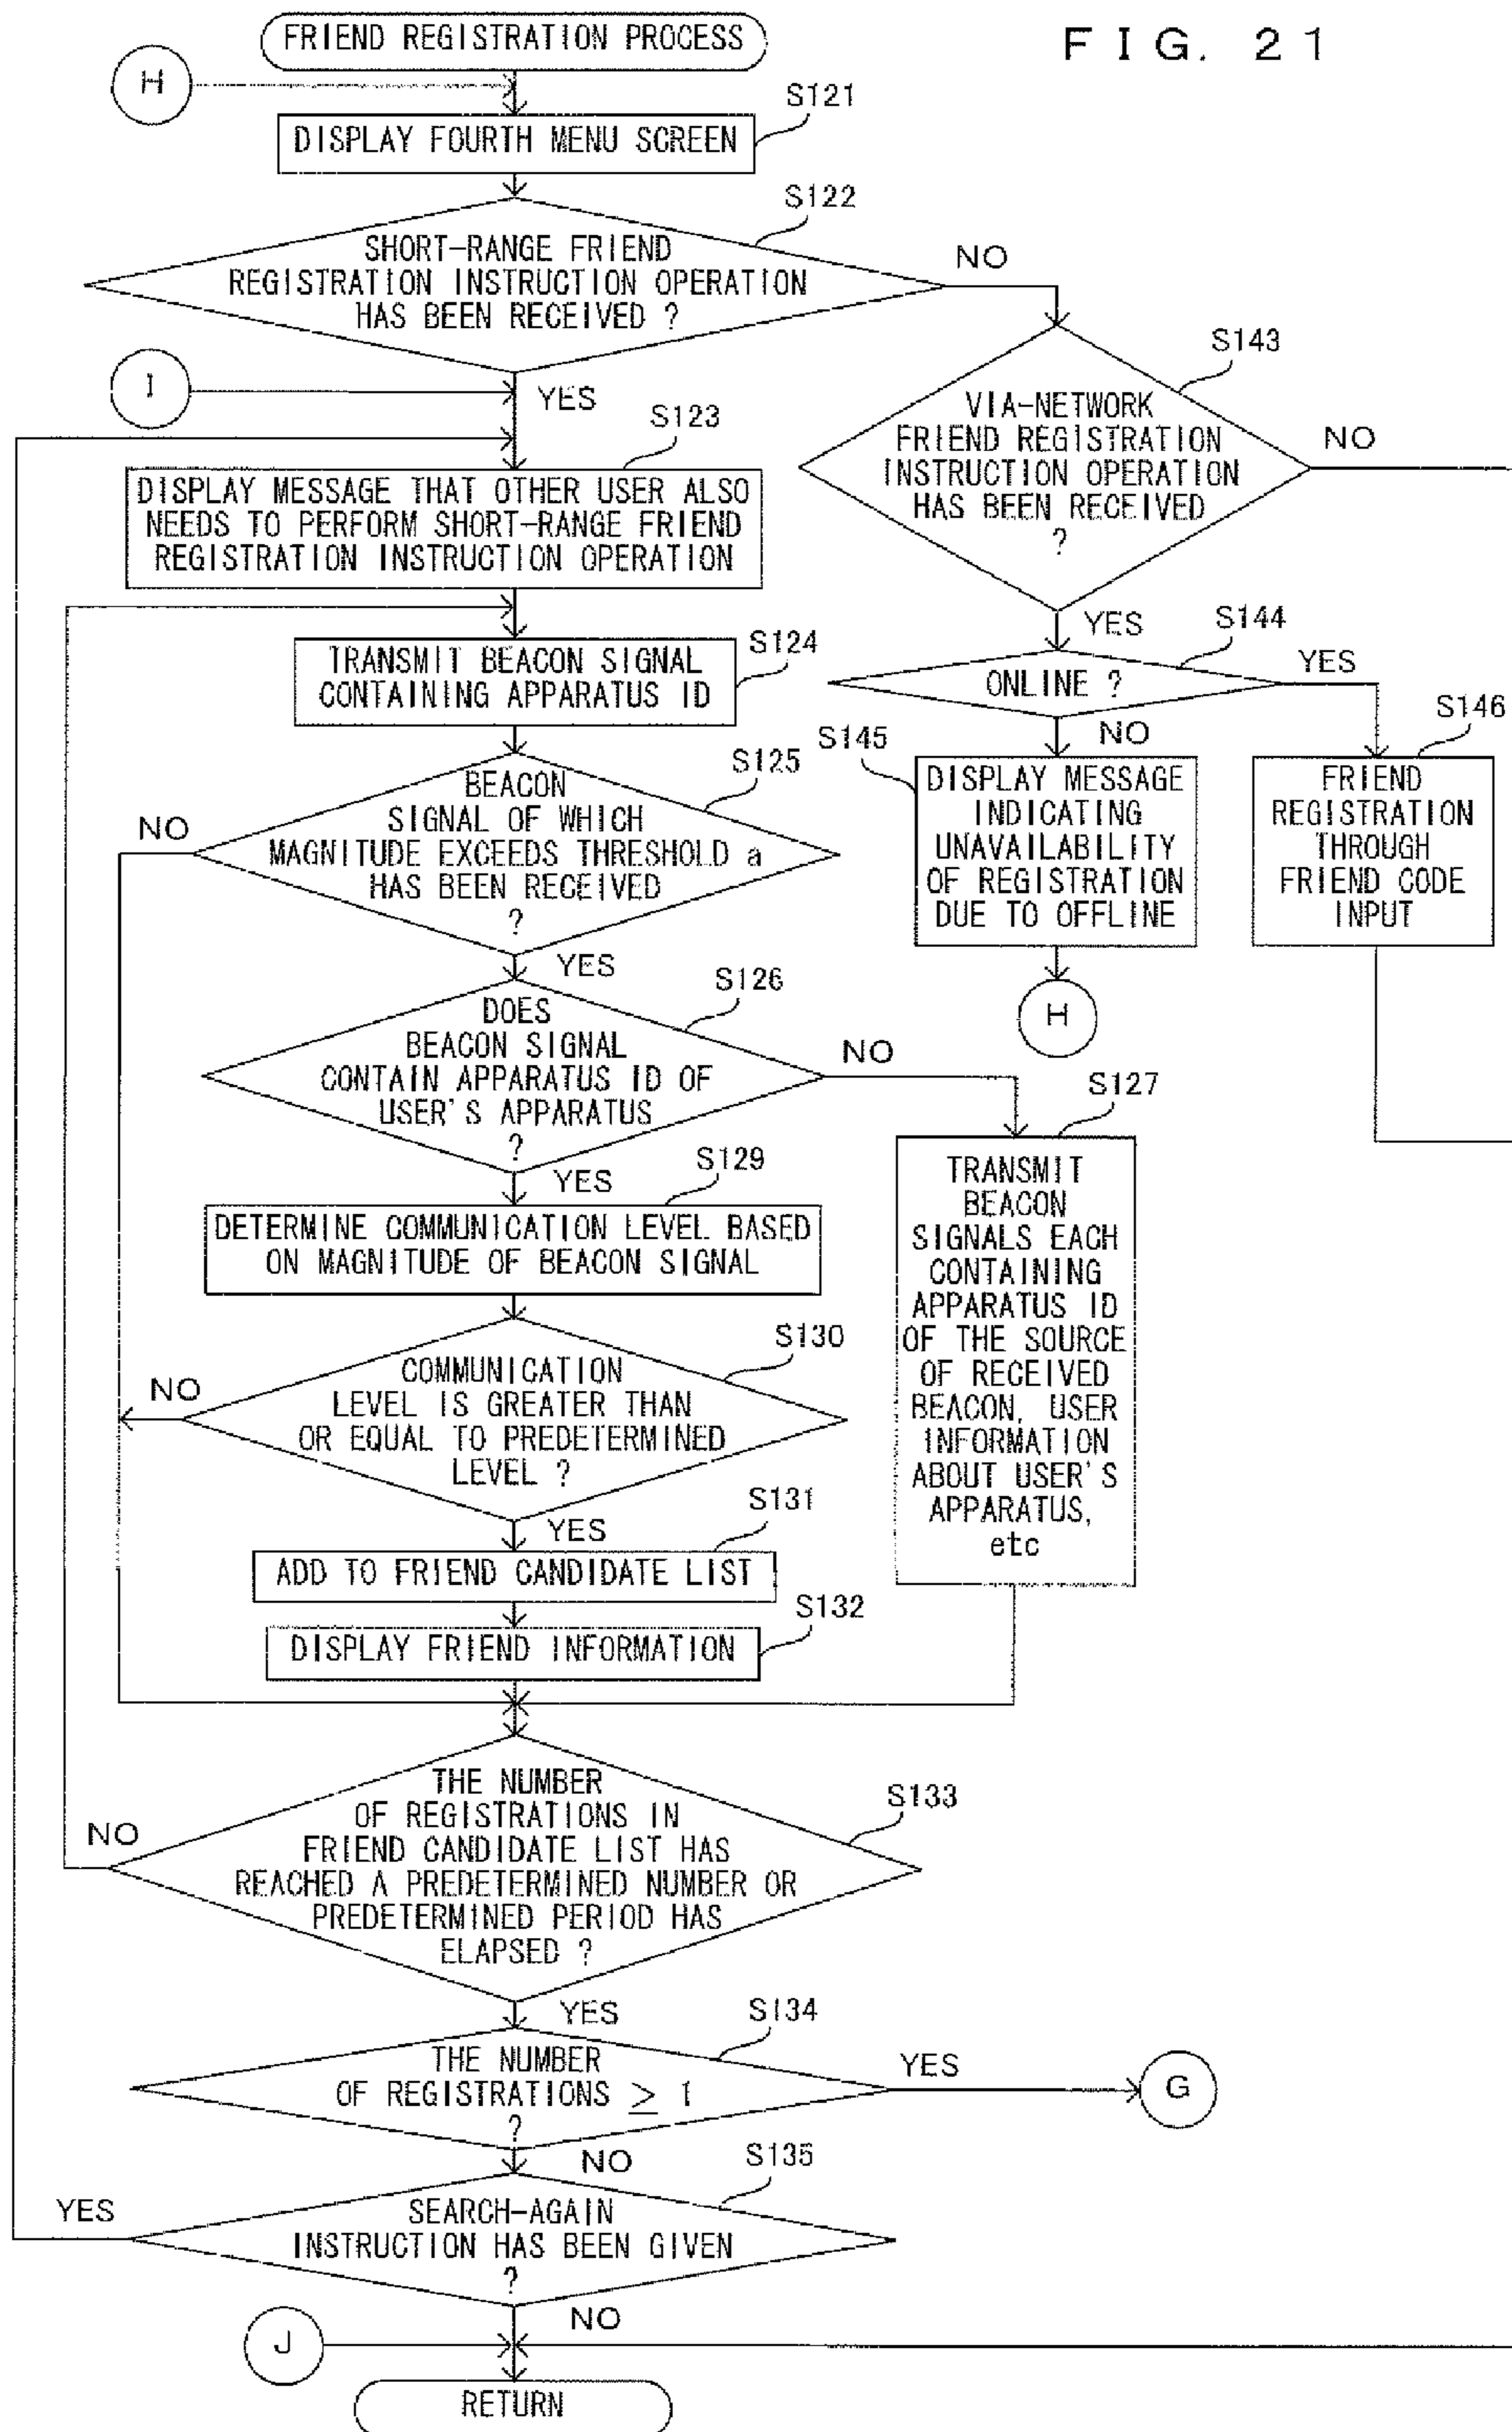 FIG. 21
FRIEND REGISTRATION PROCESS
H
S121
DISPLAY FOURTH MENU SCREEN
S122
SHORT-RANGE FRIEND
REGISTRATION INSTRUCTION OPERATION
HAS BEEN RECEIVED ?
NO
YES
I
S143
VIA-NETWORK
FRIEND REGISTRATION
INSTRUCTION OPERATION
HAS BEEN RECEIVED
?
NO
YES
S123
DISPLAY MESSAGE THAT OTHER USER ALSO
NEEDS TO PERFORM SHORT-RANGE FRIEND
REGISTRATION INSTRUCTION OPERATION
S124
TRANSMIT BEACON SIGNAL
CONTAINING APPARATUS ID
S144
ONLINE ?
YES
NO
S145
DISPLAY MESSAGE
INDICATING
UNAVAILABILITY
OF REGISTRATION
DUE TO OFFLINE
H
S146
FRIEND
REGISTRATION
THROUGH
FRIEND CODE
INPUT
S125
BEACON
SIGNAL OF WHICH
MAGNITUDE EXCEEDS THRESHOLD a
HAS BEEN RECEIVED
?
NO
YES
S126
DOES
BEACON SIGNAL
CONTAIN APPARATUS ID OF
USER'S APPARATUS
?
NO
YES
S127
TRANSMIT
BEACON
SIGNALS EACH
CONTAINING
APPARATUS ID
OF THE SOURCE
OF RECEIVED
BEACON, USER
INFORMATION
ABOUT USER'S
APPARATUS,
etc
S129
DETERMINE COMMUNICATION LEVEL BASED
ON MAGNITUDE OF BEACON SIGNAL
S130
COMMUNICATION
LEVEL IS GREATER THAN
OR EQUAL TO PREDETERMINED
LEVEL ?
NO
YES
S131
ADD TO FRIEND CANDIDATE LIST
S132
DISPLAY FRIEND INFORMATION
S133
THE NUMBER
OF REGISTRATIONS IN
FRIEND CANDIDATE LIST HAS
REACHED A PREDETERMINED NUMBER OR
PREDETERMINED PERIOD HAS
ELAPSED ?
NO
YES
S134
THE NUMBER
OF REGISTRATIONS ≥ 1
?
YES
G
NO
S135
SEARCH-AGAIN
INSTRUCTION HAS BEEN GIVEN
?
YES
NO
J
RETURN